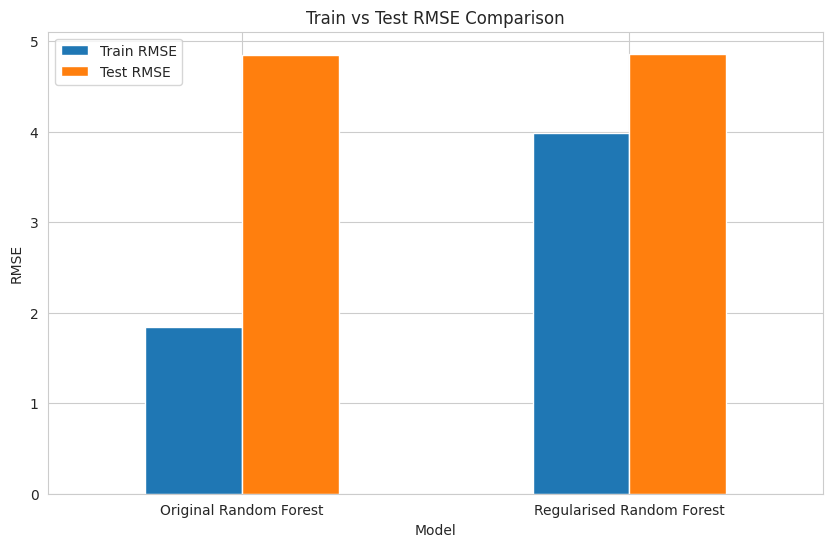 Train vs Test RMSE Comparison
Train RMSE
Test RMSE
5
4
3
2
1
0
RMSE
Original Random Forest
Regularised Random Forest
Model